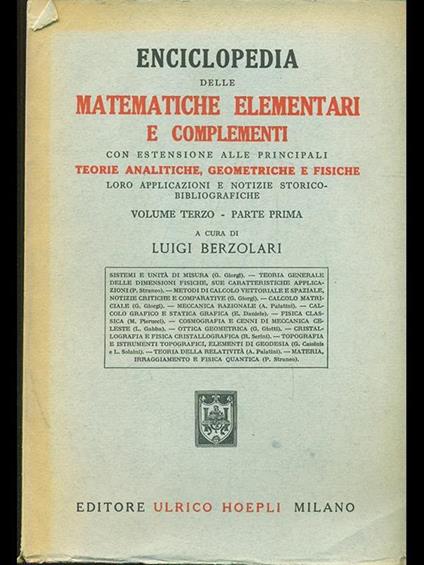 ENCICLOPEDIA
DELLE
MATEMATICHE ELEMENTARI
E COMPLEMENTI
CON ESTENSIONE ALLE PRINCIPALI
TEORIE ANALITICHE, GEOMETRICHE E FISICHE
LORO APPLICAZIONI E NOTIZIE STORICO-
BIBLIOGRAFICHE
VOLUME TERZO - PARTE PRIMA
A CURA DI
LUIGI BERZOLARI
SISTEMI E UNITÀ DI MISURA (G. Giorgi). — TEORIA GENERALE
DELLE DIMENSIONI FISICHE, SUE CARATTERISTICHE APPLICA-
ZIONI (P. Straneo). — METODI DI CALCOLO VETTORIALE E SPAZIALE,
NOTIZIE CRITICHE E COMPARATIVE (G. Giorgi). — CALCOLO MATRI-
CIALE (G. Giorgi). — MECCANICA RAZIONALE (A. Palatini). — CAL-
COLO GRAFICO E STATICA GRAFICA (E. Daniele). — FISICA CLAS-
SICA (M. Pierucci). — COSMOGRAFIA E CENNI DI MECCANICA CE-
LESTE (L. Gabba). — OTTICA GEOMETRICA (G. Giotti). — CRISTAL-
LOGRAFIA E FISICA CRISTALLOGRAFICA (R. Serini). — TOPOGRAFIA
E ISTRUMENTI TOPOGRAFICI, ELEMENTI DI GEODESIA (G. Cassinis
e L. Solaini). — TEORIA DELLA RELATIVITÀ (A. Palatini). — MATERIA,
IRRAGGIAMENTO E FISICA QUANTICA (P. Straneo).
EDITORE ULRICO HOEPLI MILANO